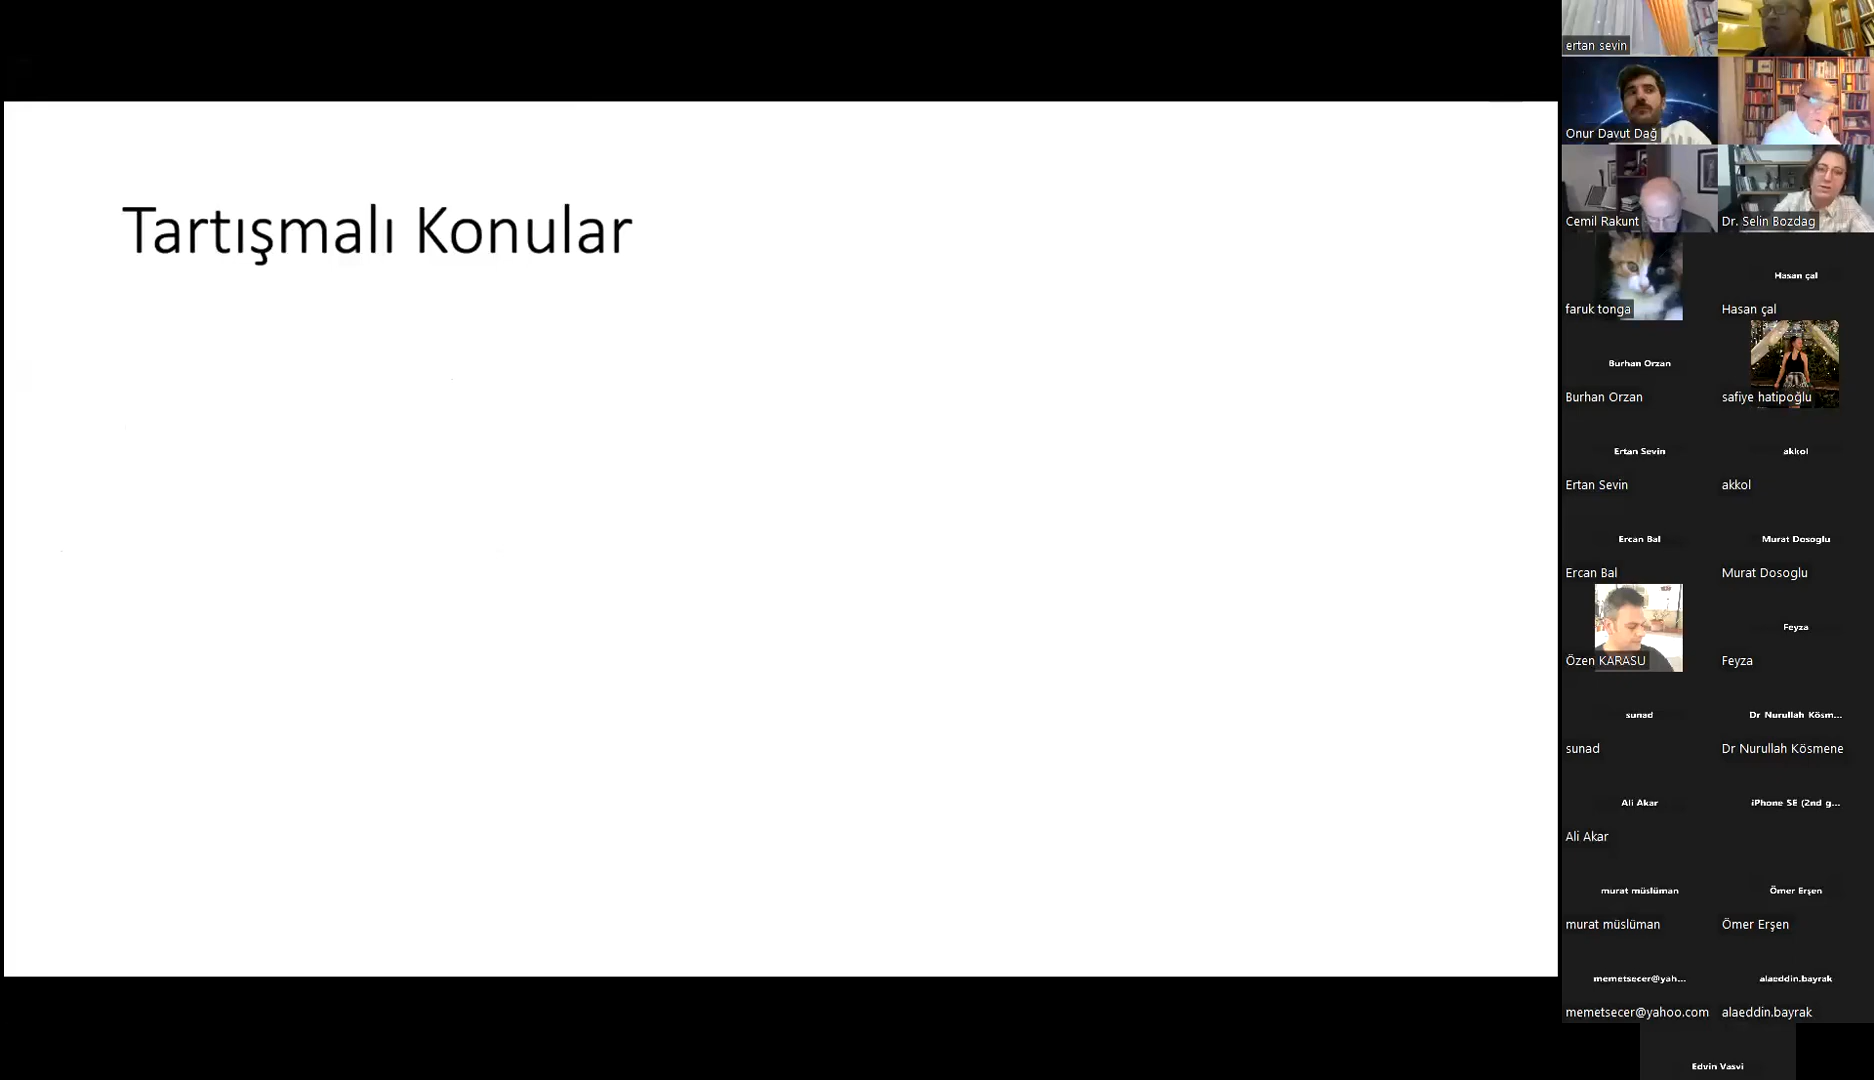 Tartışmalı Konular
ertan sevin
Onur Davut Dağ
Cemil Rakunt
Dr. Selin Bozdag
faruk tonga
Hasan çal
Hasan çal
Burhan Orzan
Burhan Orzan
safiye hatipoğlu
Ertan Sevin
Ertan Sevin
akkol
akkol
Ercan Bal
Ercan Bal
Murat Dosoglu
Murat Dosoglu
Özen KARASU
Feyza
Feyza
sunad
sunad
Dr Nurullah Kösm...
Dr Nurullah Kösmene
Ali Akar
Ali Akar
iPhone SE (2nd g...
murat müslüman
murat müslüman
Ömer Erşen
Ömer Erşen
memetsecer@yah...
memetsecer@yahoo.com
alaeddin.bayrak
alaeddin.bayrak
Edvin Vasvi